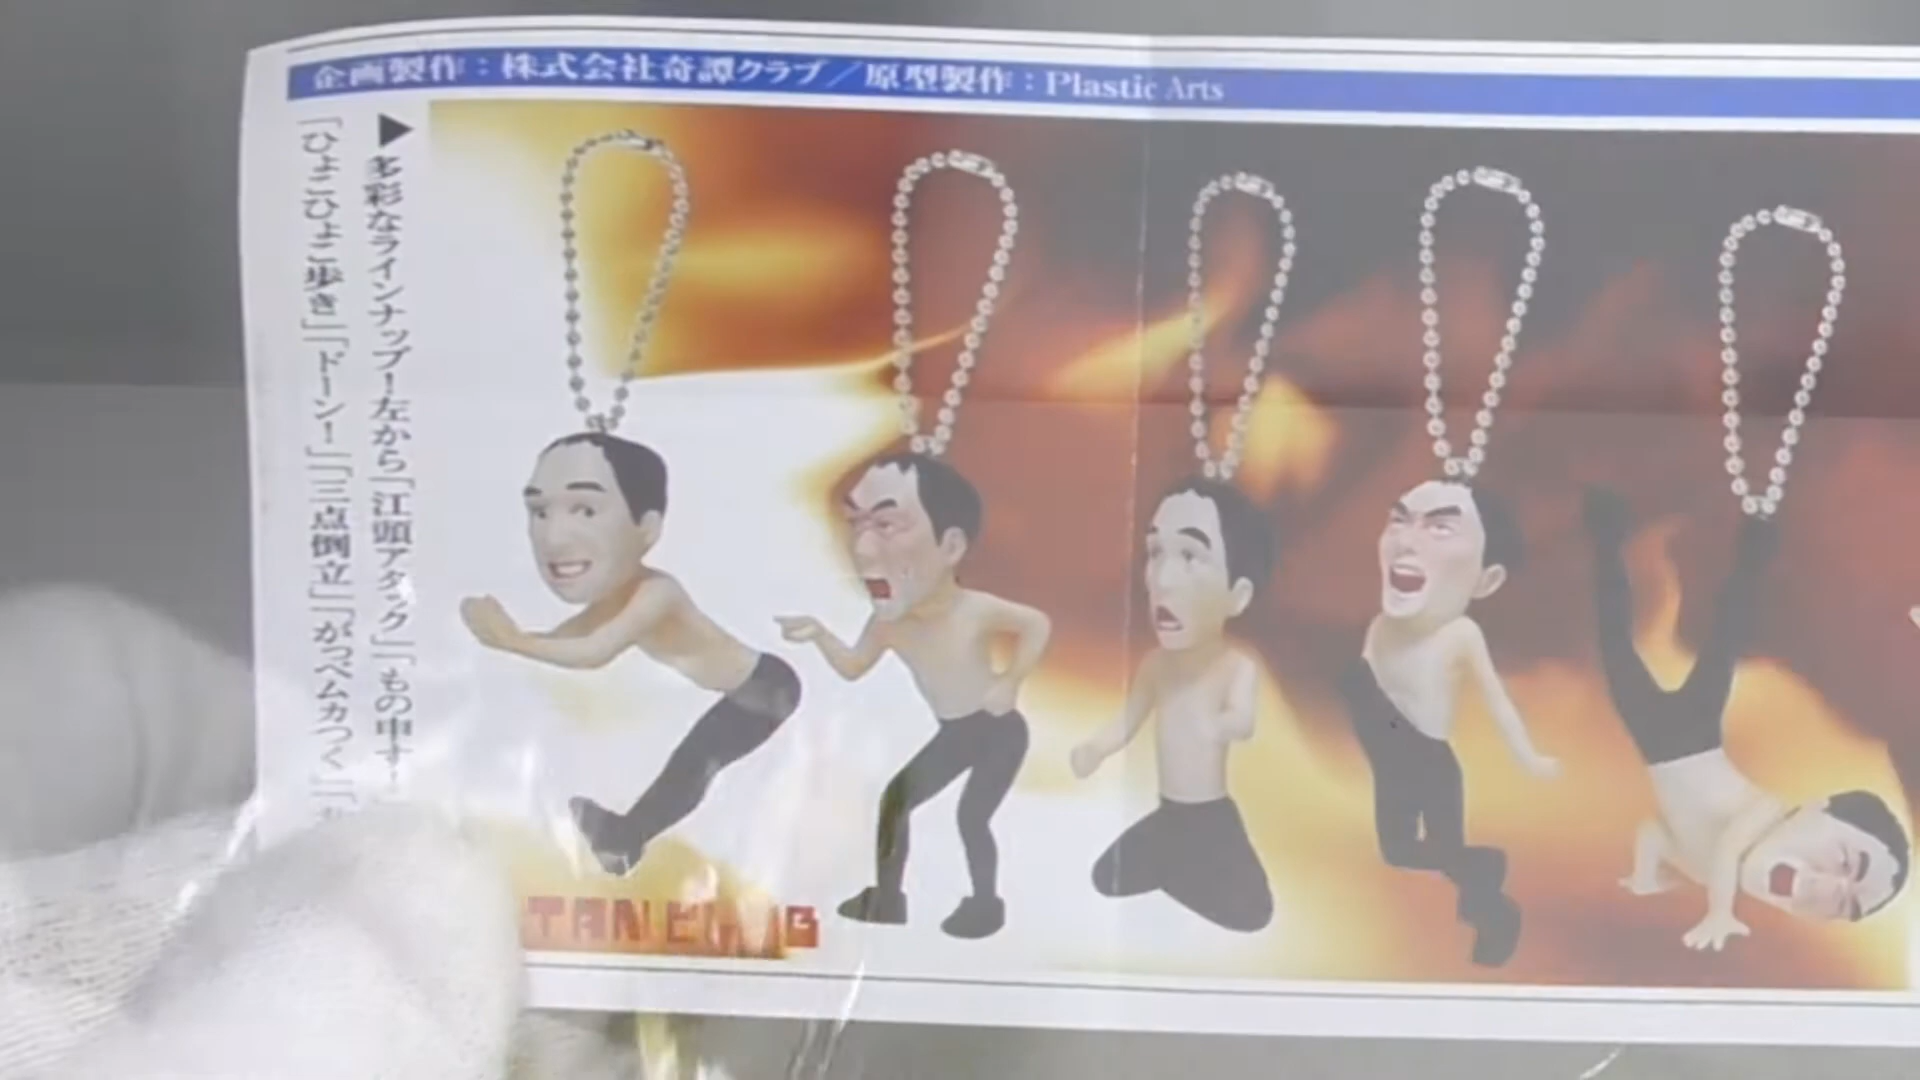 企画製作：株式会社奇譚クラブ／原型製作：Plastic Arts
▶多彩なラインナップ！左から「江頭アタック」「もの申す！
「ひょこひょこ歩き」「ドーン！」「三点倒立」「がっぺムカつく」「